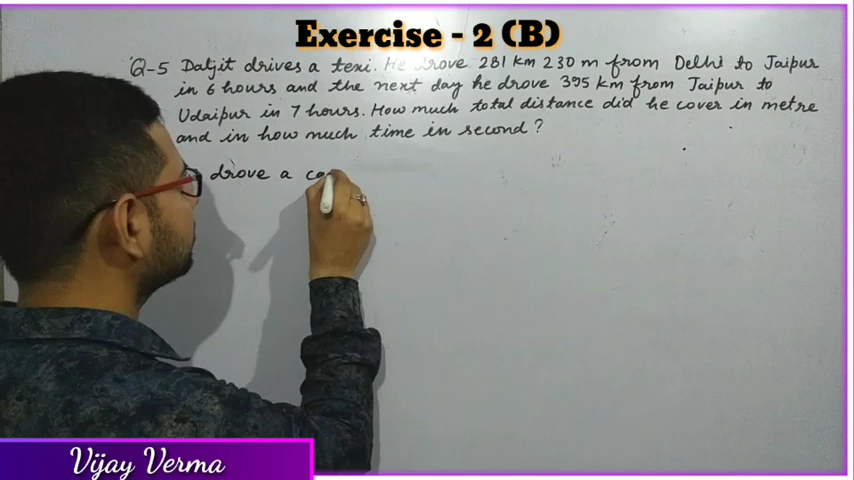 Exercise - 2 (B)
Q-5 Daljit drives a texi. He drove 281 Km 230 m from Delhi to Jaipur
in 6 hours and the next day he drove 395 Km from Jaipur to
Udaipur in 7 hours. How much total distance did he cover in metre
and in how much time in second ?
drove a ca
Vijay Verma